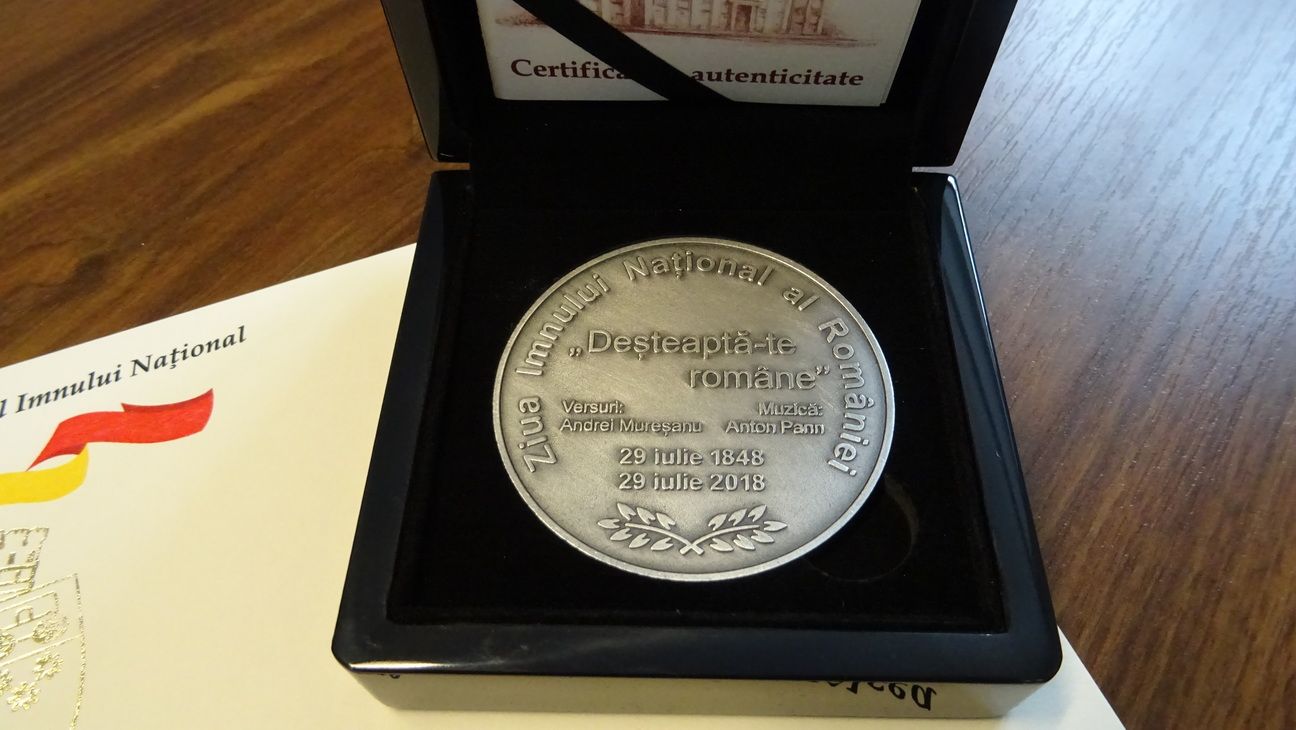 Certifica autenticitate
l Imnului Național
Ziua Imnului Național al României
„Deșteaptă-te
române”
Versuri: Muzică:
Andrei Mureșanu Anton Pann
29 iulie 1848
29 iulie 2018